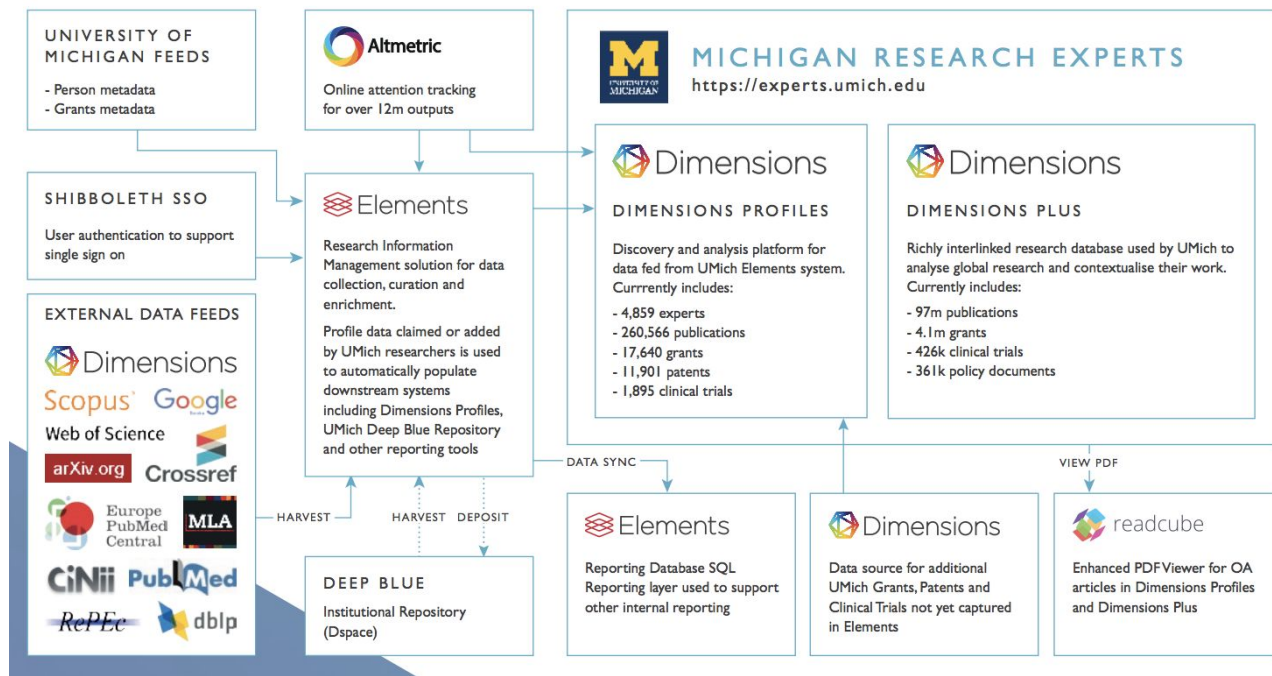 UNIVERSITY OF
MICHIGAN FEEDS
- Person metadata
- Grants metadata
Altmetric
Online attention tracking
for over 12m outputs
M
UNIVERSITY OF
MICHIGAN
MICHIGAN RESEARCH EXPERTS
https://experts.umich.edu
SHIBBOLETH SSO
User authentication to support
single sign on
Elements
Research Information
Management solution for data
collection, curation and
enrichment.
Profile data claimed or added
by UMich researchers is used
to automatically populate
downstream systems
including Dimensions Profiles,
UMich Deep Blue Repository
and other reporting tools
Dimensions
DIMENSIONS PROFILES
Discovery and analysis platform for
data fed from UMich Elements system.
Currrently includes:
- 4,859 experts
- 260,566 publications
- 17,640 grants
- 11,901 patents
- 1,895 clinical trials
Dimensions
DIMENSIONS PLUS
Richly interlinked research database used by UMich to
analyse global research and contextualise their work.
Currently includes:
- 97m publications
- 4.1m grants
- 426k clinical trials
- 361k policy documents
EXTERNAL DATA FEEDS
Dimensions
Scopus
Google
Web of Science
arXiv.org
Crossref
Europe
PubMed
Central
MLA
CiNii
PubMed
RePEc
dblp
HARVEST
HARVEST
DEPOSIT
DATA SYNC
VIEW PDF
DEEP BLUE
Institutional Repository
(Dspace)
Elements
Reporting Database SQL
Reporting layer used to support
other internal reporting
Dimensions
Data source for additional
UMich Grants, Patents and
Clinical Trials not yet captured
in Elements
readcube
Enhanced PDF Viewer for OA
articles in Dimensions Profiles
and Dimensions Plus